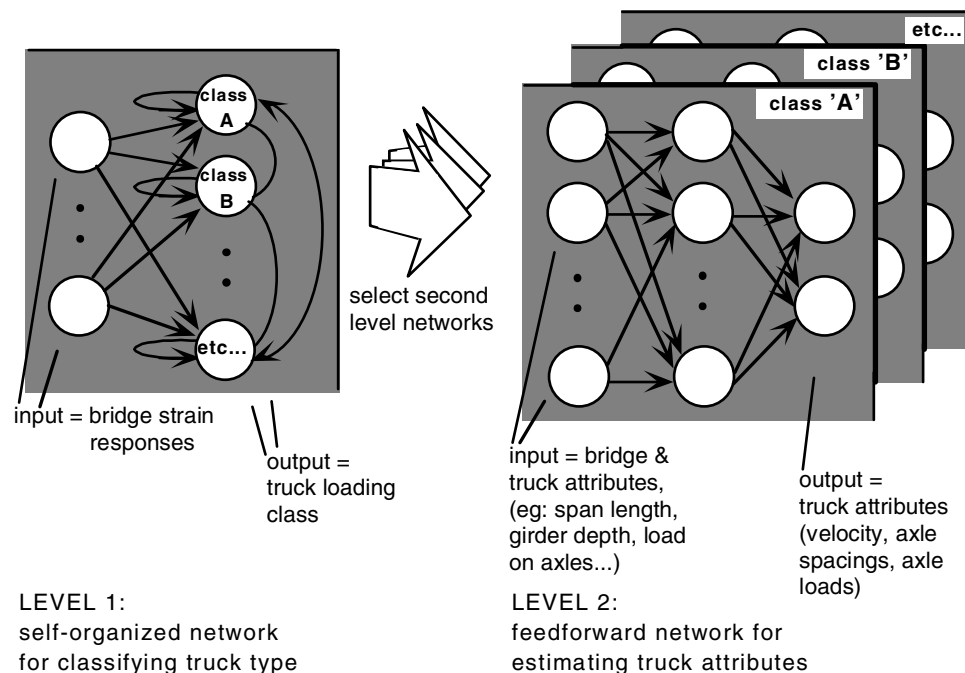 class
A
class
B
etc...
input = bridge strain
responses
output =
truck loading
class
LEVEL 1:
self-organized network
for classifying truck type
select second
level networks
etc...
class 'B'
class 'A'
input = bridge &
truck attributes,
(eg: span length,
girder depth, load
on axles...)
output =
truck attributes
(velocity, axle
spacings, axle
loads)
LEVEL 2:
feedforward network for
estimating truck attributes